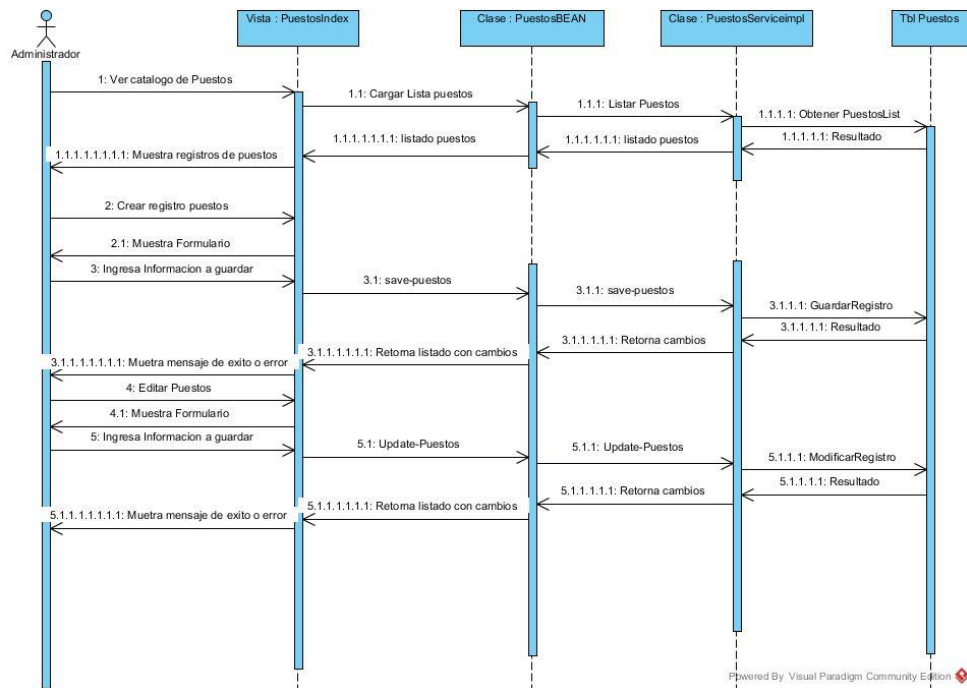 Vista : PuestosIndex
Clase : PuestosBEAN
Clase : PuestosServiceimpl
Tbl Puestos
Administrador
1: Ver catalogo de Puestos
1.1: Cargar Lista puestos
1.1.1: Listar Puestos
1.1.1.1: Obtener PuestosList
1.1.1.1.1: Resultado
1.1.1.1.1.1: listado puestos
1.1.1.1.1.1.1: listado puestos
1.1.1.1.1.1.1.1: Muestra registros de puestos
2: Crear registro puestos
2.1: Muestra Formulario
3: Ingresa Informacion a guardar
3.1: save-puestos
3.1.1: save-puestos
3.1.1.1: GuardarRegistro
3.1.1.1.1: Resultado
3.1.1.1.1.1: Retorna cambios
3.1.1.1.1.1.1: Retorna listado con cambios
3.1.1.1.1.1.1.1: Muetra mensaje de exito o error
4: Editar Puestos
4.1: Muestra Formulario
5: Ingresa Informacion a guardar
5.1: Update-Puestos
5.1.1: Update-Puestos
5.1.1.1: ModificarRegistro
5.1.1.1.1: Resultado
5.1.1.1.1.1: Retorna cambios
5.1.1.1.1.1.1: Retorna listado con cambios
5.1.1.1.1.1.1.1: Muetra mensaje de exito o error
Powered By Visual Paradigm Community Edition